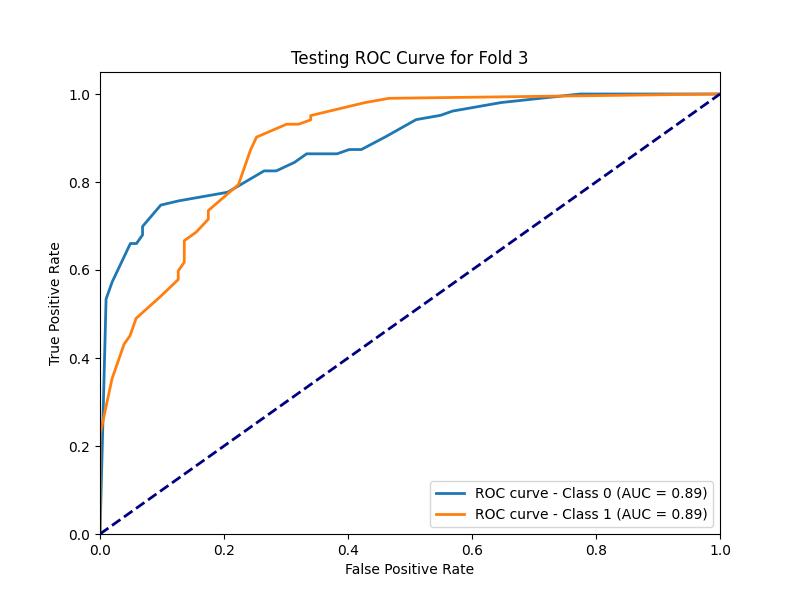 Testing ROC Curve for Fold 3
True Positive Rate
1.0
0.8
0.6
0.4
0.2
0.0
ROC curve - Class 0 (AUC = 0.89)
ROC curve - Class 1 (AUC = 0.89)
0.0 0.2 0.4 0.6 0.8 1.0
False Positive Rate